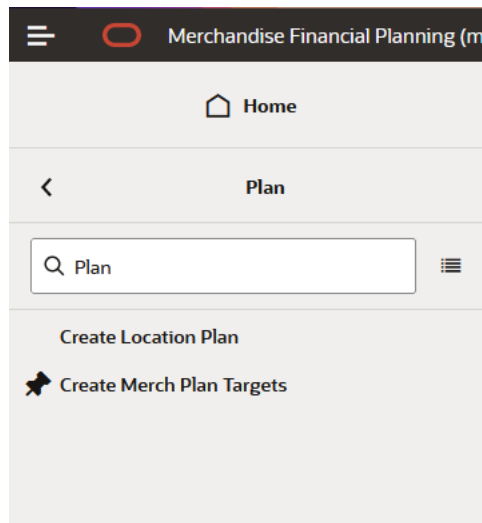 Merchandise Financial Planning (m
Home
Plan
Plan
Create Location Plan
Create Merch Plan Targets